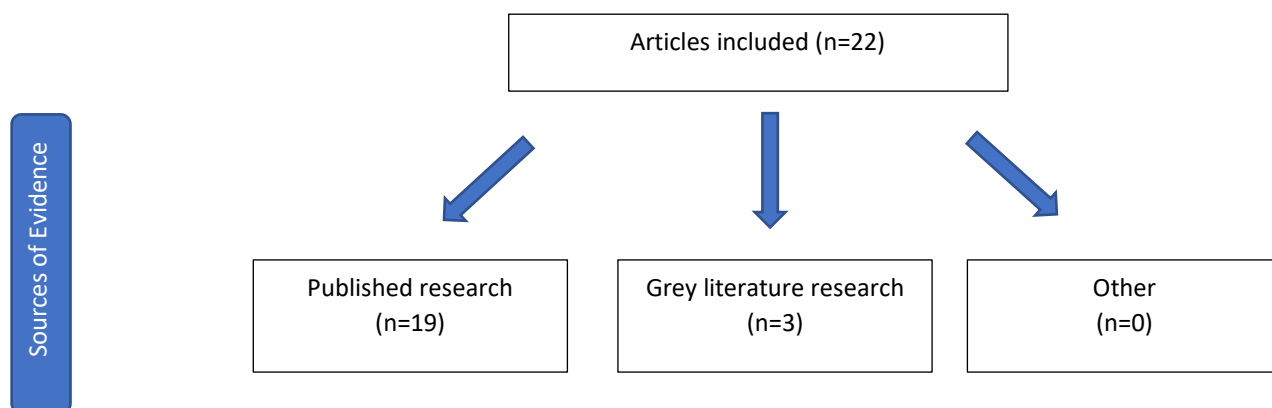 Articles included (n=22)
Sources of Evidence
Published research
(n=19)
Grey literature research
(n=3)
Other
(n=0)